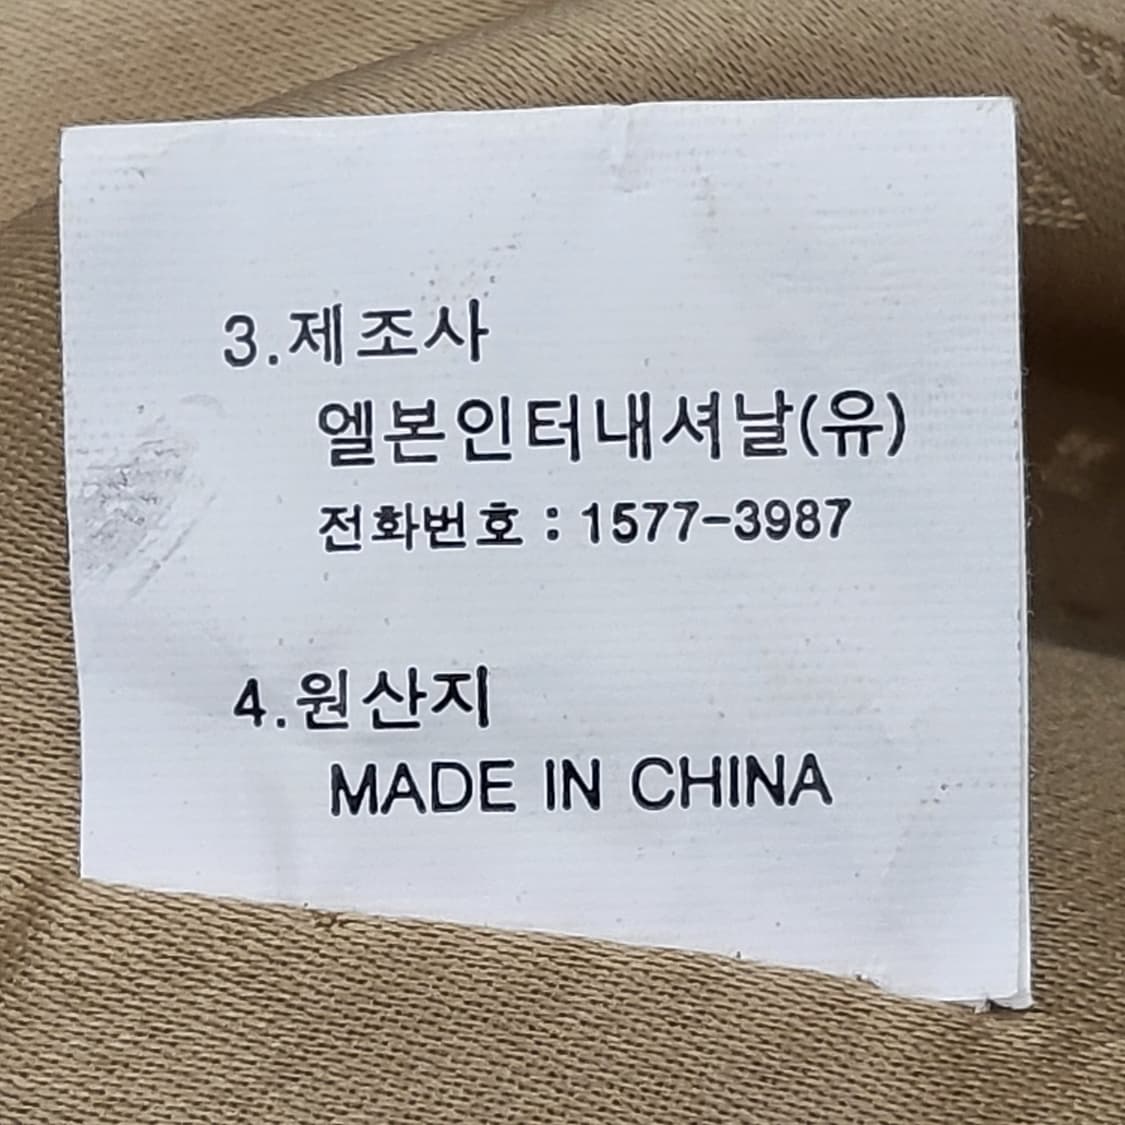 3.제조사
엘본인터내셔날(유)
전화번호 : 1577-3987
4.원산지
MADE IN CHINA